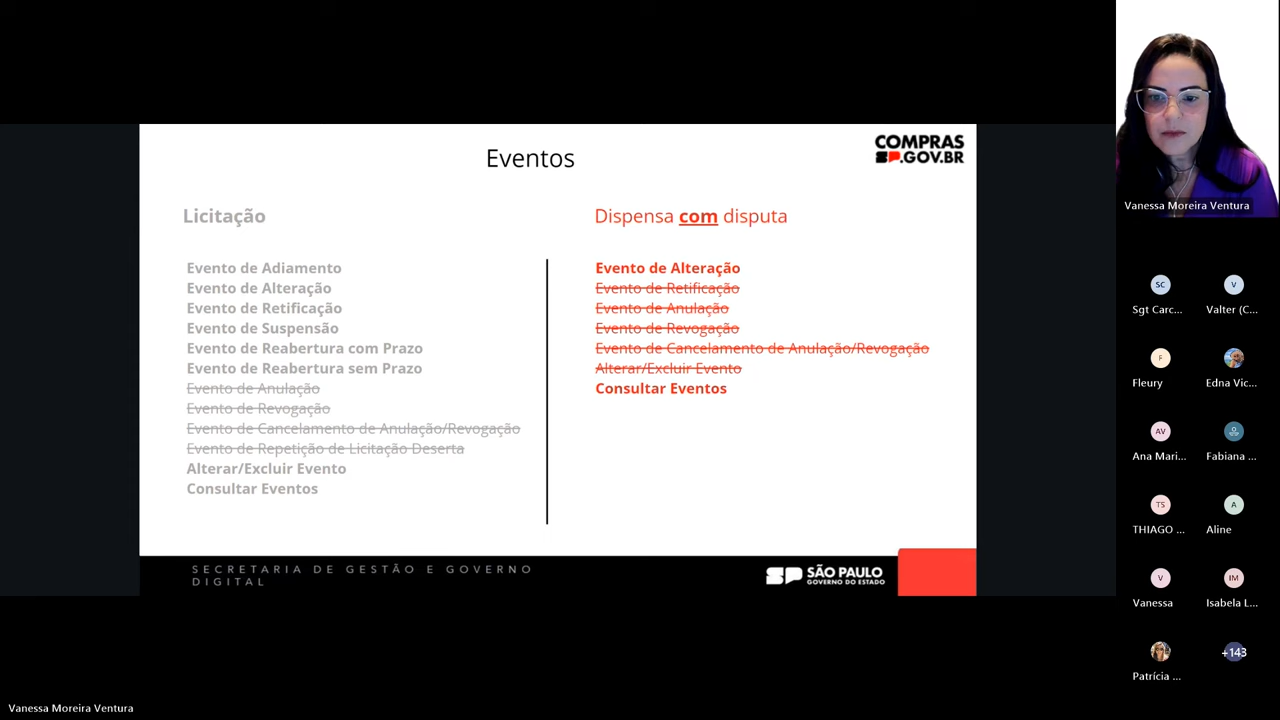 Eventos
COMPRAS
SP.GOV.BR
Licitação
Evento de Adiamento
Evento de Alteração
Evento de Retificação
Evento de Suspensão
Evento de Reabertura com Prazo
Evento de Reabertura sem Prazo
Evento de Anulação
Evento de Revogação
Evento de Cancelamento de Anulação/Revogação
Evento de Repetição de Licitação Deserta
Alterar/Excluir Evento
Consultar Eventos
Dispensa com disputa
Evento de Alteração
Evento de Retificação
Evento de Anulação
Evento de Revogação
Evento de Cancelamento de Anulação/Revogação
Alterar/Excluir Evento
Consultar Eventos
SECRETARIA DE GESTÃO E GOVERNO
DIGITAL
SP SÃO PAULO
GOVERNO DO ESTADO
Vanessa Moreira Ventura
SC
V
Sgt Carc...
Valter (C...
F
Fleury
Edna Vic...
AV
Ana Mari...
Fabiana ...
TS
A
THIAGO ...
Aline
V
IM
Vanessa
Isabela L...
+143
Patrícia ...
Vanessa Moreira Ventura